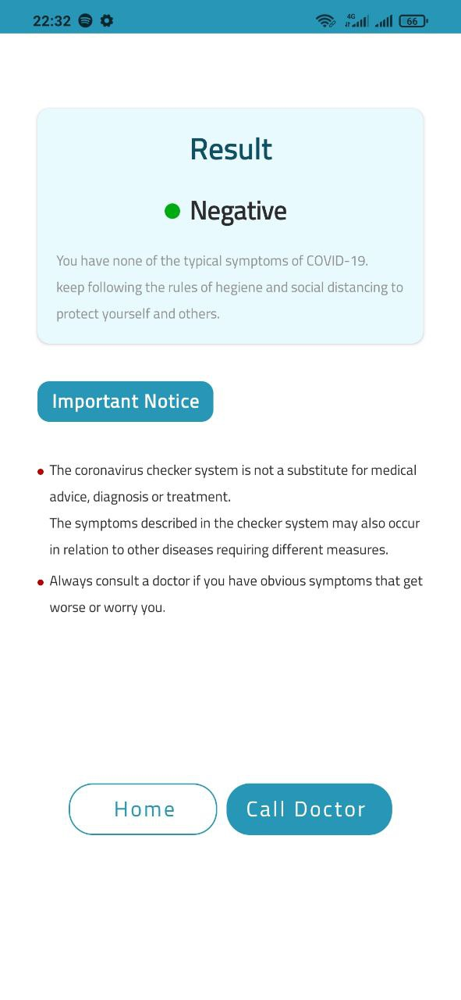 22:32 4G 66
Result
Negative
You have none of the typical symptoms of COVID-19.
keep following the rules of hegiene and social distancing to
protect yourself and others.
Important Notice
The coronavirus checker system is not a substitute for medical
advice, diagnosis or treatment.
The symptoms described in the checker system may also occur
in relation to other diseases requiring different measures.
Always consult a doctor if you have obvious symptoms that get
worse or worry you.
Home Call Doctor